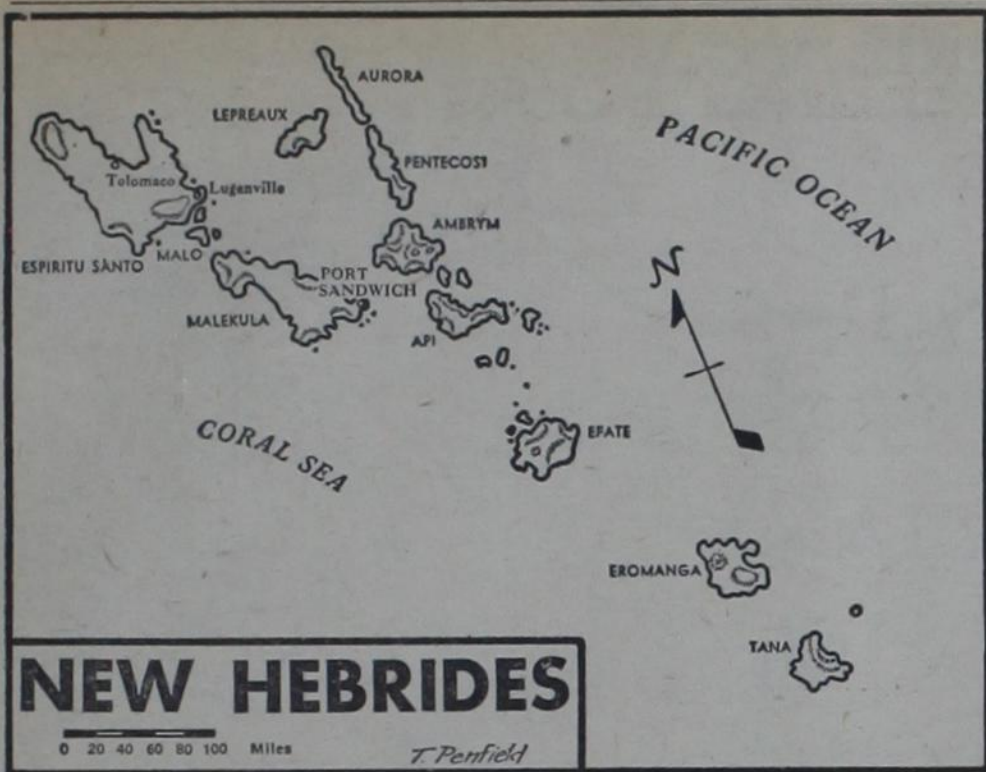 AURORA
LEPREAUX
PACIFIC OCEAN
PENTECOST
Tolomaco
Luganville
AMBRYM
MALO
ESPIRITU SANTO
PORT
SANDWICH
MALEKULA
API
N
CORAL SEA
EFATE
EROMANGA
TANA
NEW HEBRIDES
0 20 40 60 80 100 Miles
T. Penfield